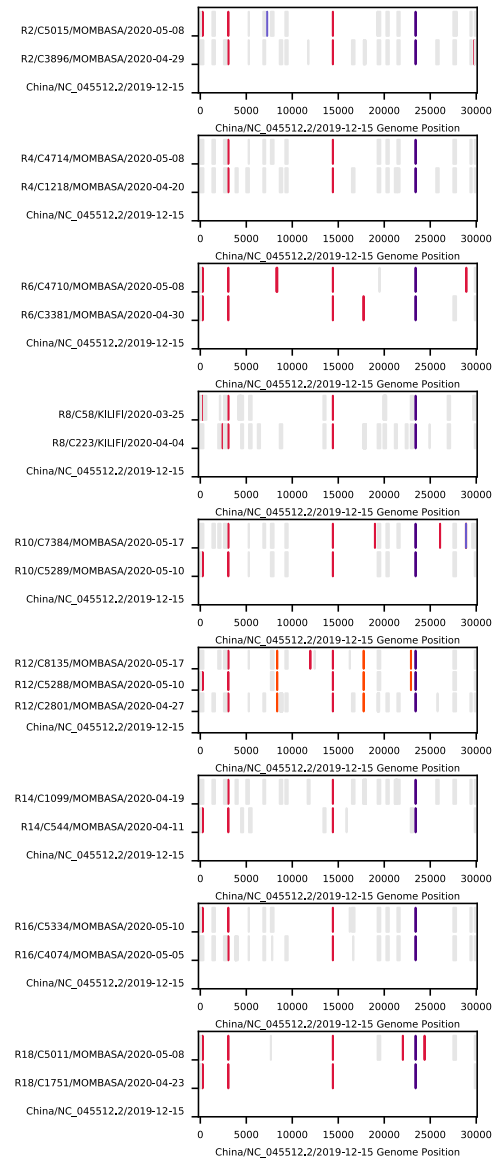 R2/C5015/MOMBASA/2020-05-08
R2/C3896/MOMBASA/2020-04-29
China/NC_045512.2/2019-12-15
0 5000 10000 15000 20000 25000 30000
China/NC_045512.2/2019-12-15 Genome Position
R4/C4714/MOMBASA/2020-05-08
R4/C1218/MOMBASA/2020-04-20
China/NC_045512.2/2019-12-15
0 5000 10000 15000 20000 25000 30000
China/NC_045512.2/2019-12-15 Genome Position
R6/C4710/MOMBASA/2020-05-08
R6/C3381/MOMBASA/2020-04-30
China/NC_045512.2/2019-12-15
0 5000 10000 15000 20000 25000 30000
China/NC_045512.2/2019-12-15 Genome Position
R8/C58/KILIFI/2020-03-25
R8/C223/KILIFI/2020-04-04
China/NC_045512.2/2019-12-15
0 5000 10000 15000 20000 25000 30000
China/NC_045512.2/2019-12-15 Genome Position
R10/C7384/MOMBASA/2020-05-17
R10/C5289/MOMBASA/2020-05-10
China/NC_045512.2/2019-12-15
0 5000 10000 15000 20000 25000 30000
China/NC_045512.2/2019-12-15 Genome Position
R12/C8135/MOMBASA/2020-05-17
R12/C5288/MOMBASA/2020-05-10
R12/C2801/MOMBASA/2020-04-27
China/NC_045512.2/2019-12-15
0 5000 10000 15000 20000 25000 30000
China/NC_045512.2/2019-12-15 Genome Position
R14/C1099/MOMBASA/2020-04-19
R14/C544/MOMBASA/2020-04-11
China/NC_045512.2/2019-12-15
0 5000 10000 15000 20000 25000 30000
China/NC_045512.2/2019-12-15 Genome Position
R16/C5334/MOMBASA/2020-05-10
R16/C4074/MOMBASA/2020-05-05
China/NC_045512.2/2019-12-15
0 5000 10000 15000 20000 25000 30000
China/NC_045512.2/2019-12-15 Genome Position
R18/C5011/MOMBASA/2020-05-08
R18/C1751/MOMBASA/2020-04-23
China/NC_045512.2/2019-12-15
0 5000 10000 15000 20000 25000 30000
China/NC_045512.2/2019-12-15 Genome Position